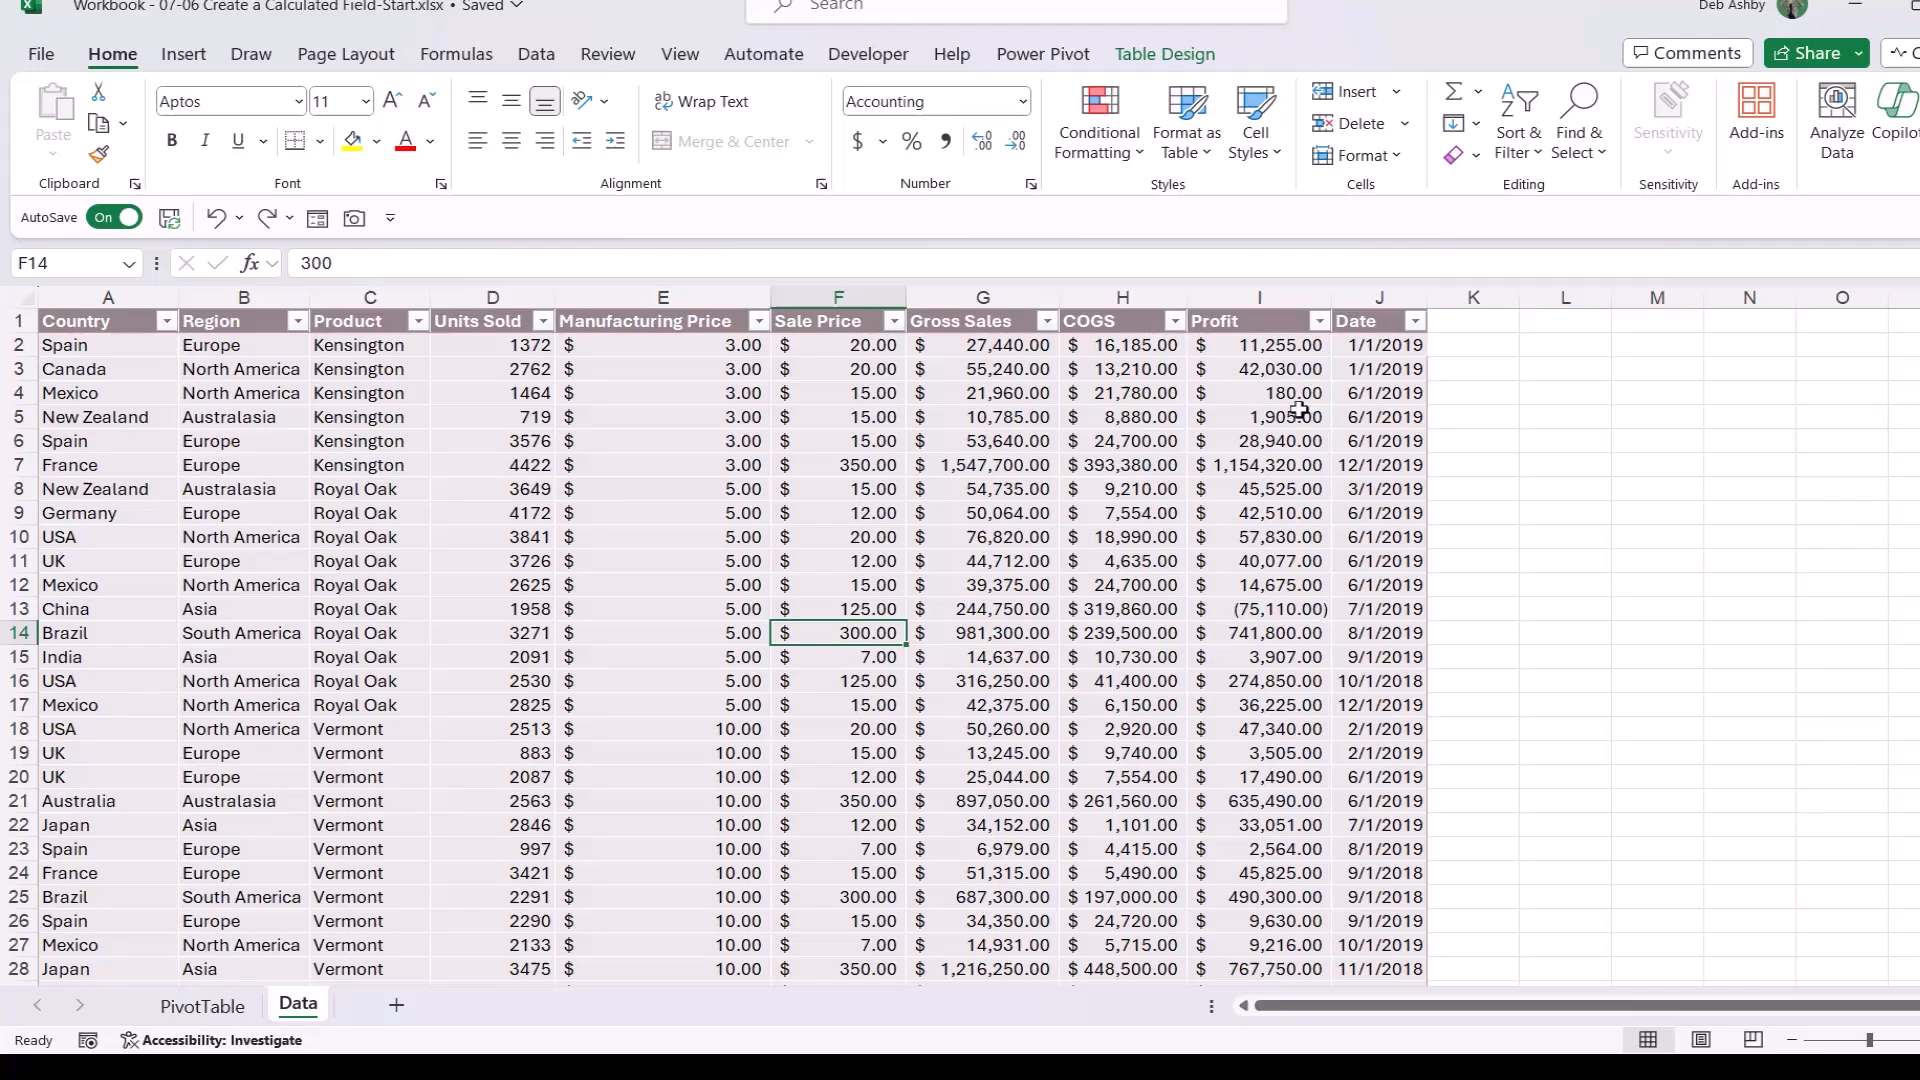 Workbook - 07-06 Create a Calculated Field-Start.xlsx • Saved
Search
Deb Ashby
File Home Insert Draw Page Layout Formulas Data Review View Automate Developer Help Power Pivot Table Design
Comments Share
Paste
Clipboard
Aptos 11
B I U
Font
Wrap Text
Merge & Center
Alignment
Accounting
$ % ,
Number
Conditional Formatting
Format as Table
Cell Styles
Styles
Insert
Delete
Format
Cells
Sort & Filter
Find & Select
Editing
Sensitivity
Sensitivity
Add-ins
Add-ins
Analyze Data
AutoSave On
F14 fx 300
A B C D E F G H I J K L M N O
1 Country Region Product Units Sold Manufacturing Price Sale Price Gross Sales COGS Profit Date
2 Spain Europe Kensington 1372 $ 3.00 $ 20.00 $ 27,440.00 $ 16,185.00 $ 11,255.00 1/1/2019
3 Canada North America Kensington 2762 $ 3.00 $ 20.00 $ 55,240.00 $ 13,210.00 $ 42,030.00 1/1/2019
4 Mexico North America Kensington 1464 $ 3.00 $ 15.00 $ 21,960.00 $ 21,780.00 $ 180.00 6/1/2019
5 New Zealand Australasia Kensington 719 $ 3.00 $ 15.00 $ 10,785.00 $ 8,880.00 $ 1,905.00 6/1/2019
6 Spain Europe Kensington 3576 $ 3.00 $ 15.00 $ 53,640.00 $ 24,700.00 $ 28,940.00 6/1/2019
7 France Europe Kensington 4422 $ 3.00 $ 350.00 $ 1,547,700.00 $ 393,380.00 $ 1,154,320.00 12/1/2019
8 New Zealand Australasia Royal Oak 3649 $ 5.00 $ 15.00 $ 54,735.00 $ 9,210.00 $ 45,525.00 3/1/2019
9 Germany Europe Royal Oak 4172 $ 5.00 $ 12.00 $ 50,064.00 $ 7,554.00 $ 42,510.00 6/1/2019
10 USA North America Royal Oak 3841 $ 5.00 $ 20.00 $ 76,820.00 $ 18,990.00 $ 57,830.00 6/1/2019
11 UK Europe Royal Oak 3726 $ 5.00 $ 12.00 $ 44,712.00 $ 4,635.00 $ 40,077.00 6/1/2019
12 Mexico North America Royal Oak 2625 $ 5.00 $ 15.00 $ 39,375.00 $ 24,700.00 $ 14,675.00 6/1/2019
13 China Asia Royal Oak 1958 $ 5.00 $ 125.00 $ 244,750.00 $ 319,860.00 $ (75,110.00) 7/1/2019
14 Brazil South America Royal Oak 3271 $ 5.00 $ 300.00 $ 981,300.00 $ 239,500.00 $ 741,800.00 8/1/2019
15 India Asia Royal Oak 2091 $ 5.00 $ 7.00 $ 14,637.00 $ 10,730.00 $ 3,907.00 9/1/2019
16 USA North America Royal Oak 2530 $ 5.00 $ 125.00 $ 316,250.00 $ 41,400.00 $ 274,850.00 10/1/2018
17 Mexico North America Royal Oak 2825 $ 5.00 $ 15.00 $ 42,375.00 $ 6,150.00 $ 36,225.00 12/1/2019
18 USA North America Vermont 2513 $ 10.00 $ 20.00 $ 50,260.00 $ 2,920.00 $ 47,340.00 2/1/2019
19 UK Europe Vermont 883 $ 10.00 $ 15.00 $ 13,245.00 $ 9,740.00 $ 3,505.00 2/1/2019
20 UK Europe Vermont 2087 $ 10.00 $ 12.00 $ 25,044.00 $ 7,554.00 $ 17,490.00 6/1/2019
21 Australia Australasia Vermont 2563 $ 10.00 $ 350.00 $ 897,050.00 $ 261,560.00 $ 635,490.00 6/1/2019
22 Japan Asia Vermont 2846 $ 10.00 $ 12.00 $ 34,152.00 $ 1,101.00 $ 33,051.00 7/1/2019
23 Spain Europe Vermont 997 $ 10.00 $ 7.00 $ 6,979.00 $ 4,415.00 $ 2,564.00 8/1/2019
24 France Europe Vermont 3421 $ 10.00 $ 15.00 $ 51,315.00 $ 5,490.00 $ 45,825.00 9/1/2018
25 Brazil South America Vermont 2291 $ 10.00 $ 300.00 $ 687,300.00 $ 197,000.00 $ 490,300.00 9/1/2018
26 Spain Europe Vermont 2290 $ 10.00 $ 15.00 $ 34,350.00 $ 24,720.00 $ 9,630.00 9/1/2019
27 Mexico North America Vermont 2133 $ 10.00 $ 7.00 $ 14,931.00 $ 5,715.00 $ 9,216.00 10/1/2019
28 Japan Asia Vermont 3475 $ 10.00 $ 350.00 $ 1,216,250.00 $ 448,500.00 $ 767,750.00 11/1/2018
PivotTable Data
Ready Accessibility: Investigate